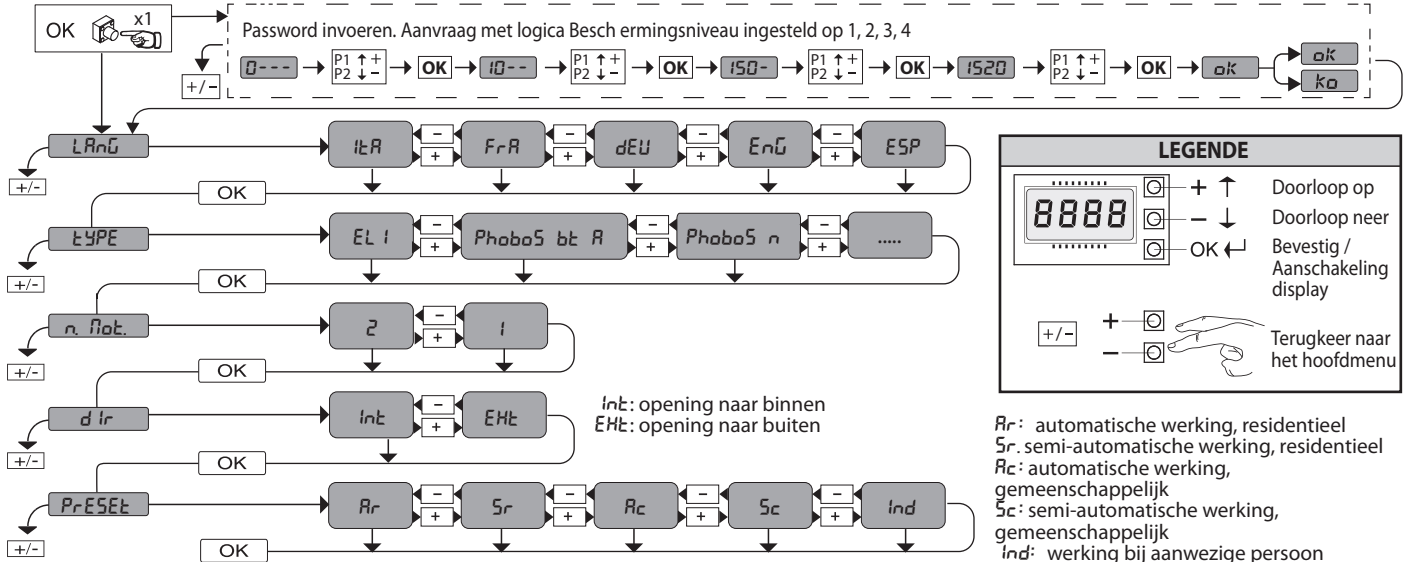 OK x1
Password invoeren. Aanvraag met logica Besch ermingsniveau ingesteld op 1, 2, 3, 4
0--- P1 ↑ + P2 ↓ − OK 10-- P1 ↑ + P2 ↓ − OK 150- P1 ↑ + P2 ↓ − OK 1520 P1 ↑ + P2 ↓ − OK oK oK
Ko
+/-
LAnG ItA − + FrA − + dEU − + EnG − + ESP
+/-
OK
tYPE ELI − + PhoboS bt A − + PhoboS n − + .....
+/-
OK
n. Mot. 2 − + 1
+/-
OK
dIr Int − + EHt
+/-
Int: opening naar binnen
EHt: opening naar buiten
OK
PrESEt Ar − + Sr − + Ac − + Sc − + Ind
+/-
OK
LEGENDE
8888
+ ↑ Doorloop op
− ↓ Doorloop neer
OK ↵ Bevestig /
Aanschakeling
display
+/- + −
Terugkeer naar
het hoofdmenu
Ar: automatische werking, residentieel
Sr. semi-automatische werking, residentieel
Ac: automatische werking,
gemeenschappelijk
Sc: semi-automatische werking,
gemeenschappelijk
Ind: werking bij aanwezige persoon